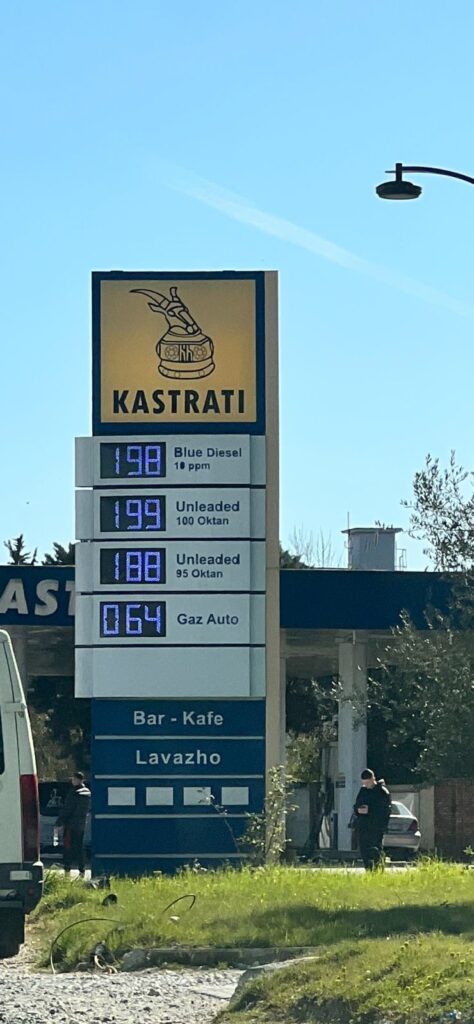 KASTRATI
198 Blue Diesel
10 ppm
199 Unleaded
100 Oktan
188 Unleaded
95 Oktan
064 Gaz Auto
AST
Bar - Kafe
Lavazho